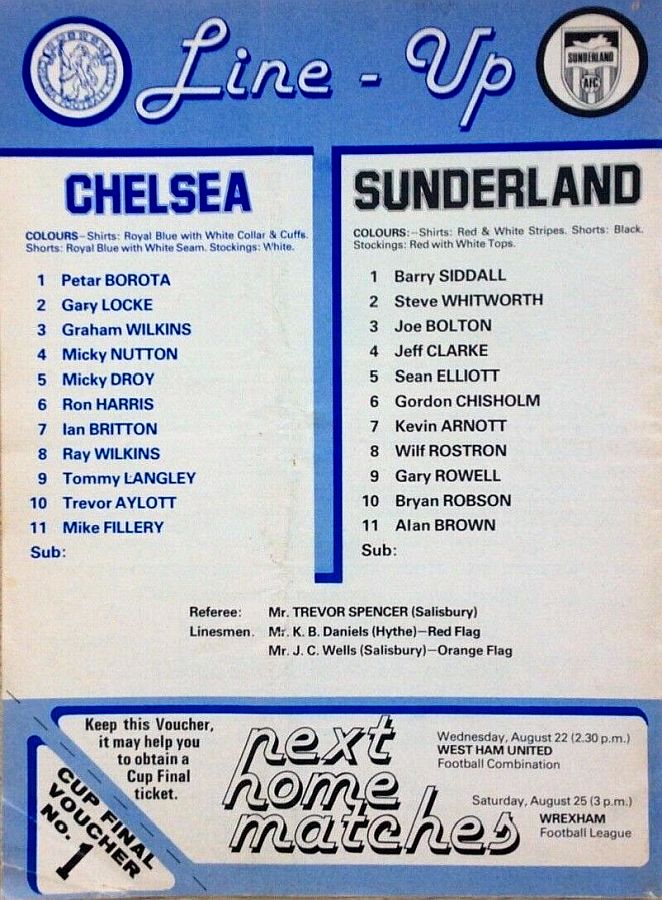 Line - Up
SUNDERLAND
AFC
CHELSEA
COLOURS—Shirts: Royal Blue with White Collar & Cuffs.
Shorts: Royal Blue with White Seam. Stockings: White.
1 Petar BOROTA
2 Gary LOCKE
3 Graham WILKINS
4 Micky NUTTON
5 Micky DROY
6 Ron HARRIS
7 Ian BRITTON
8 Ray WILKINS
9 Tommy LANGLEY
10 Trevor AYLOTT
11 Mike FILLERY
Sub:
SUNDERLAND
COLOURS:—Shirts: Red & White Stripes. Shorts: Black.
Stockings: Red with White Tops.
1 Barry SIDDALL
2 Steve WHITWORTH
3 Joe BOLTON
4 Jeff CLARKE
5 Sean ELLIOTT
6 Gordon CHISHOLM
7 Kevin ARNOTT
8 Wilf ROSTRON
9 Gary ROWELL
10 Bryan ROBSON
11 Alan BROWN
Sub:
Referee: Mr. TREVOR SPENCER (Salisbury)
Linesmen. Mr. K. B. Daniels (Hythe)—Red Flag
Mr. J. C. Wells (Salisbury)—Orange Flag
Keep this Voucher,
it may help you
to obtain a
Cup Final
ticket.
CUP FINAL
VOUCHER
No. 1
next
home
matches
Wednesday, August 22 (2.30 p.m.)
WEST HAM UNITED
Football Combination
Saturday, August 25 (3 p.m.)
WREXHAM
Football League